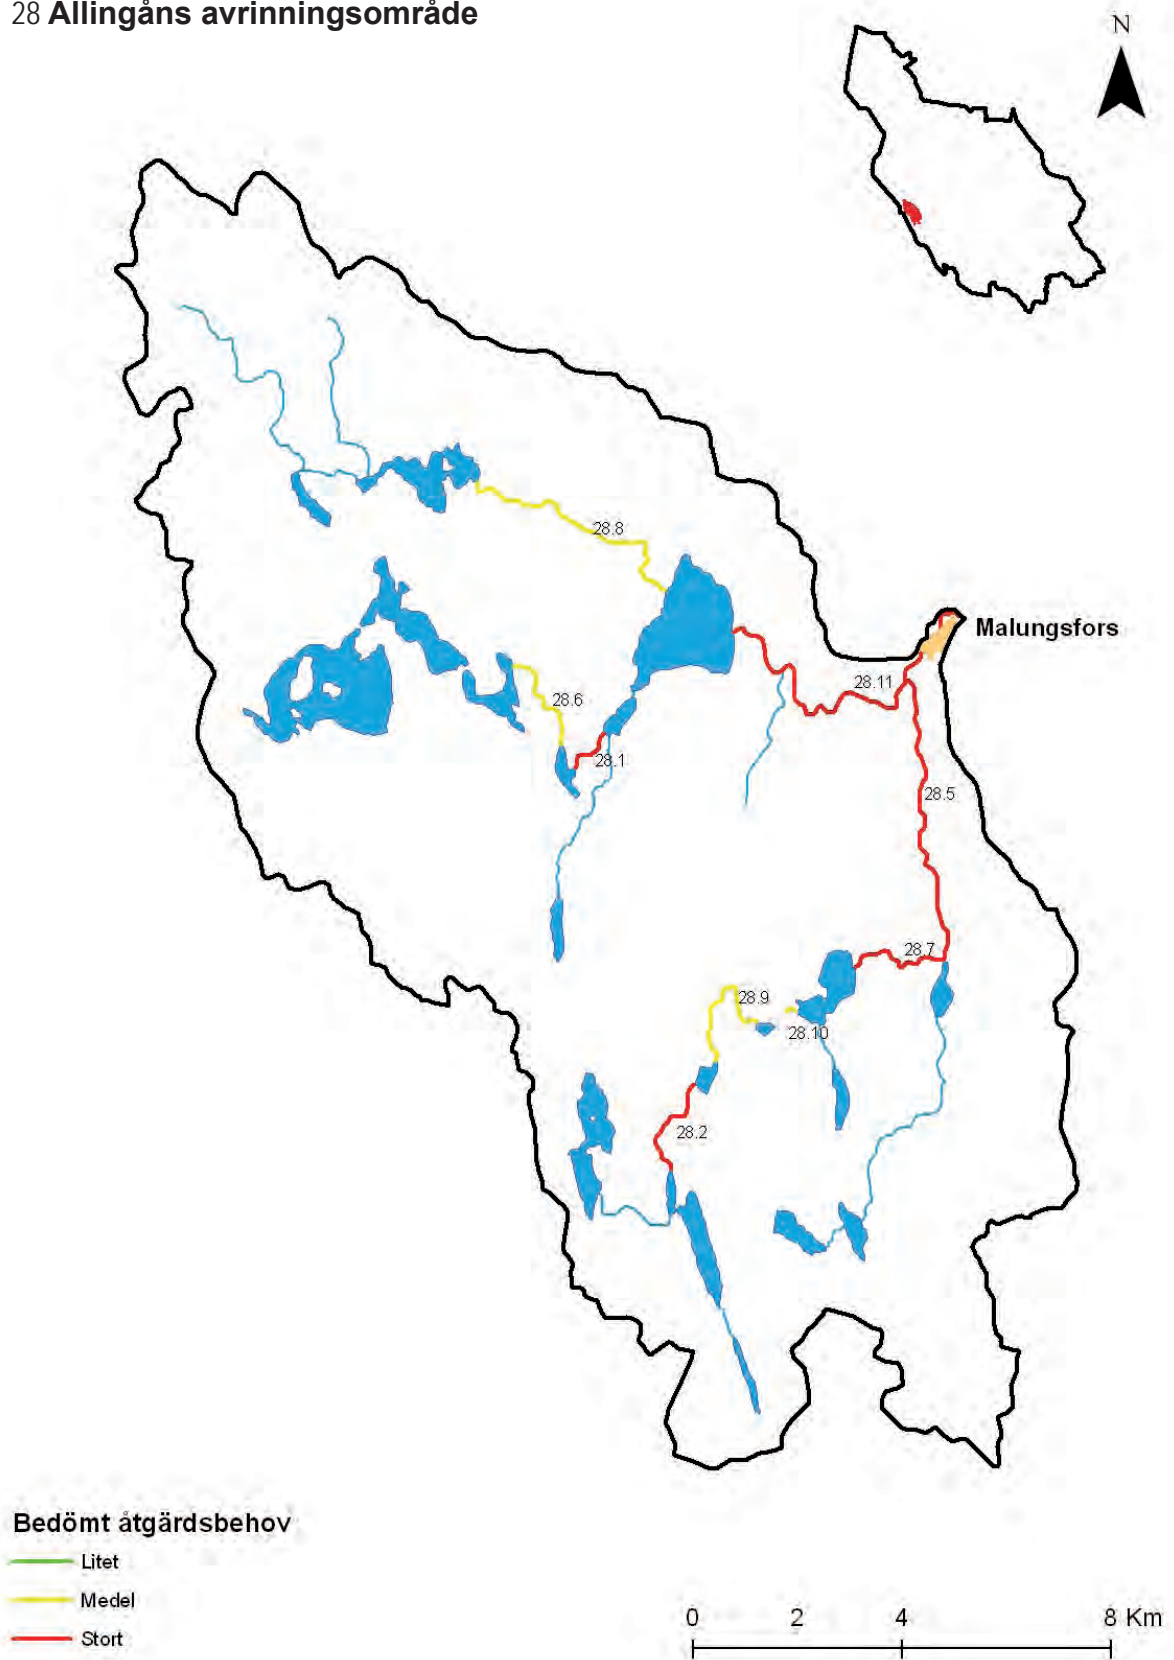 28 Allingåns avrinningsområde
N
28.8
Malungsfors
28.11
28.6
28.1
28.5
28.7
28.9
28.10
28.2
Bedömt åtgärdsbehov
Litet
Medel
Stort
0 2 4 8 Km